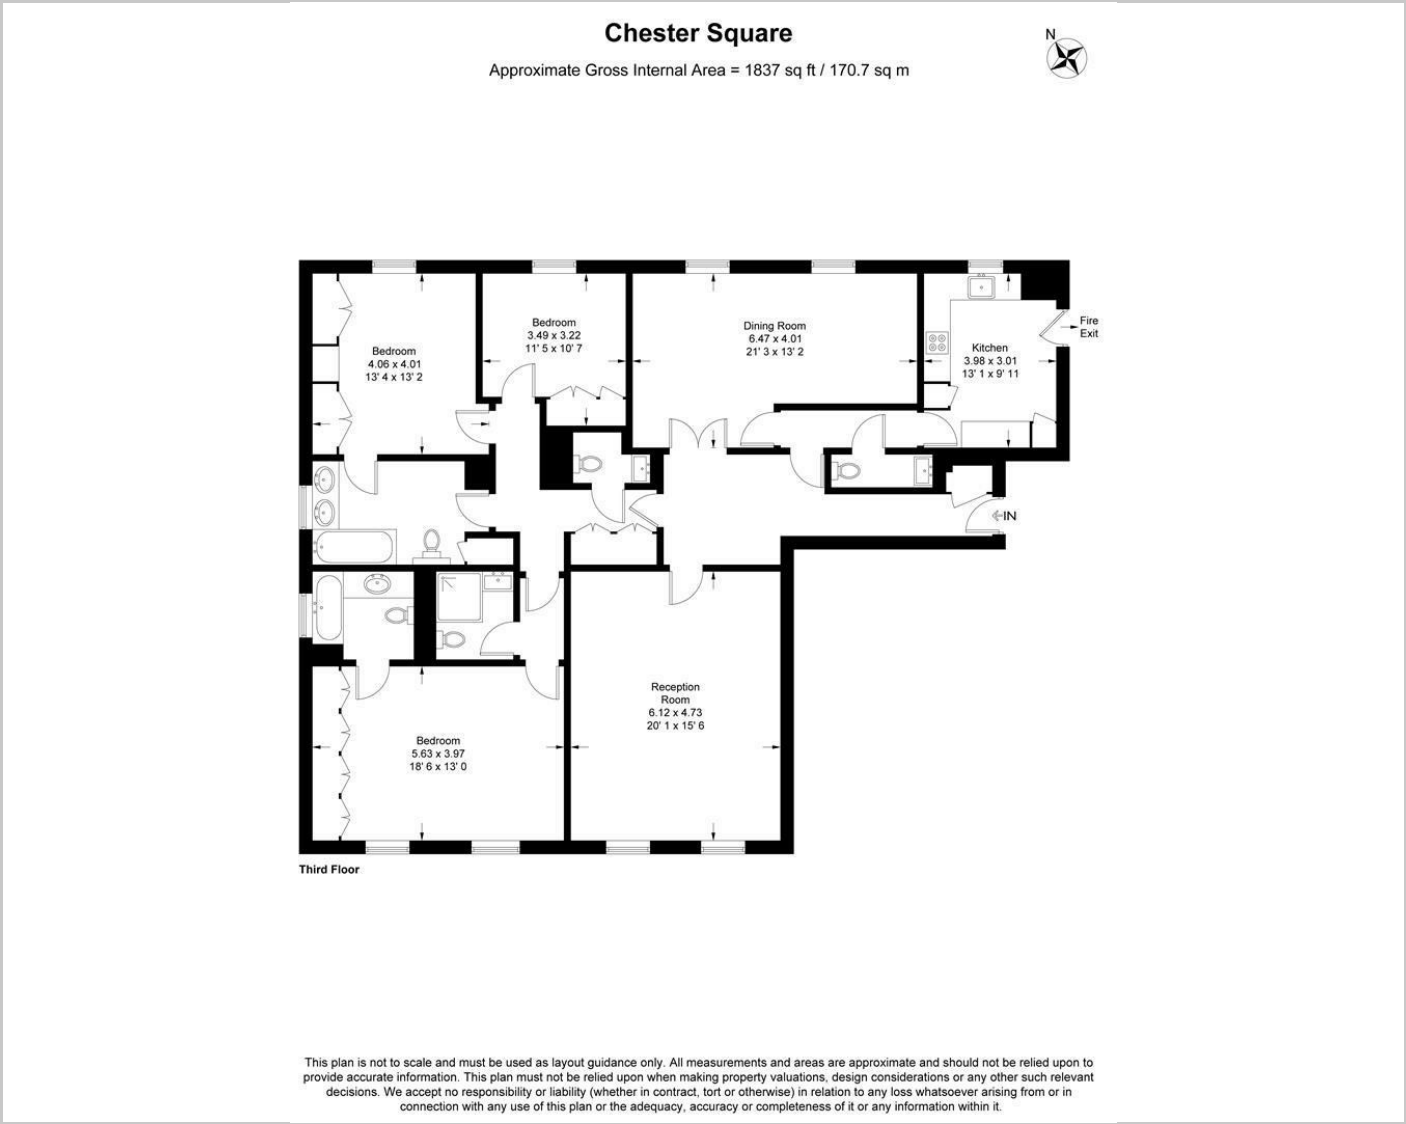 Chester Square
N
Approximate Gross Internal Area = 1837 sq ft / 170.7 sq m
Bedroom
4.06 x 4.01
13' 4 x 13' 2
Bedroom
3.49 x 3.22
11' 5 x 10' 7
Dining Room
6.47 x 4.01
21' 3 x 13' 2
Kitchen
3.98 x 3.01
13' 1 x 9' 11
Fire
Exit
IN
Reception
Room
6.12 x 4.73
20' 1 x 15' 6
Bedroom
5.63 x 3.97
18' 6 x 13' 0
Third Floor
This plan is not to scale and must be used as layout guidance only. All measurements and areas are approximate and should not be relied upon to
provide accurate information. This plan must not be relied upon when making property valuations, design considerations or any other such relevant
decisions. We accept no responsibility or liability (whether in contract, tort or otherwise) in relation to any loss whatsoever arising from or in
connection with any use of this plan or the adequacy, accuracy or completeness of it or any information within it.